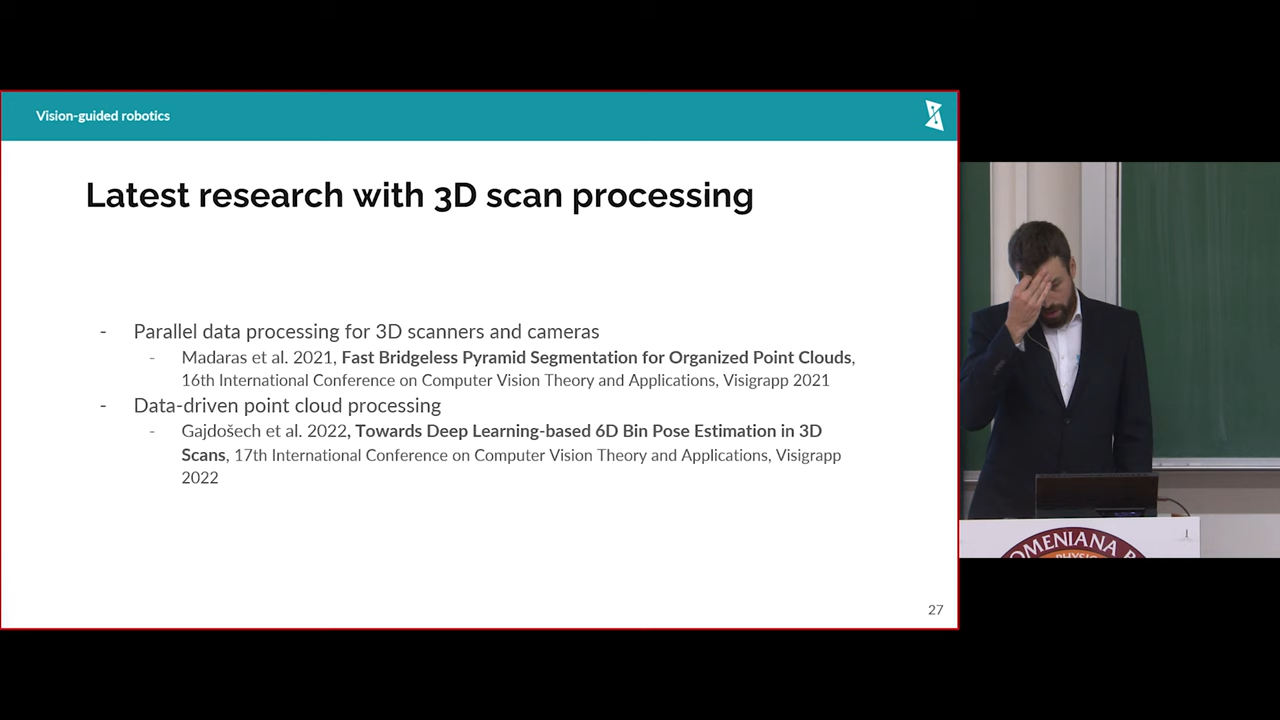 Vision-guided robotics
Latest research with 3D scan processing
- Parallel data processing for 3D scanners and cameras
- Madaras et al. 2021, Fast Bridgeless Pyramid Segmentation for Organized Point Clouds,
16th International Conference on Computer Vision Theory and Applications, Visigrapp 2021
- Data-driven point cloud processing
- Gajdošech et al. 2022, Towards Deep Learning-based 6D Bin Pose Estimation in 3D
Scans, 17th International Conference on Computer Vision Theory and Applications, Visigrapp
2022
27
OMENIANA
PHYSIC